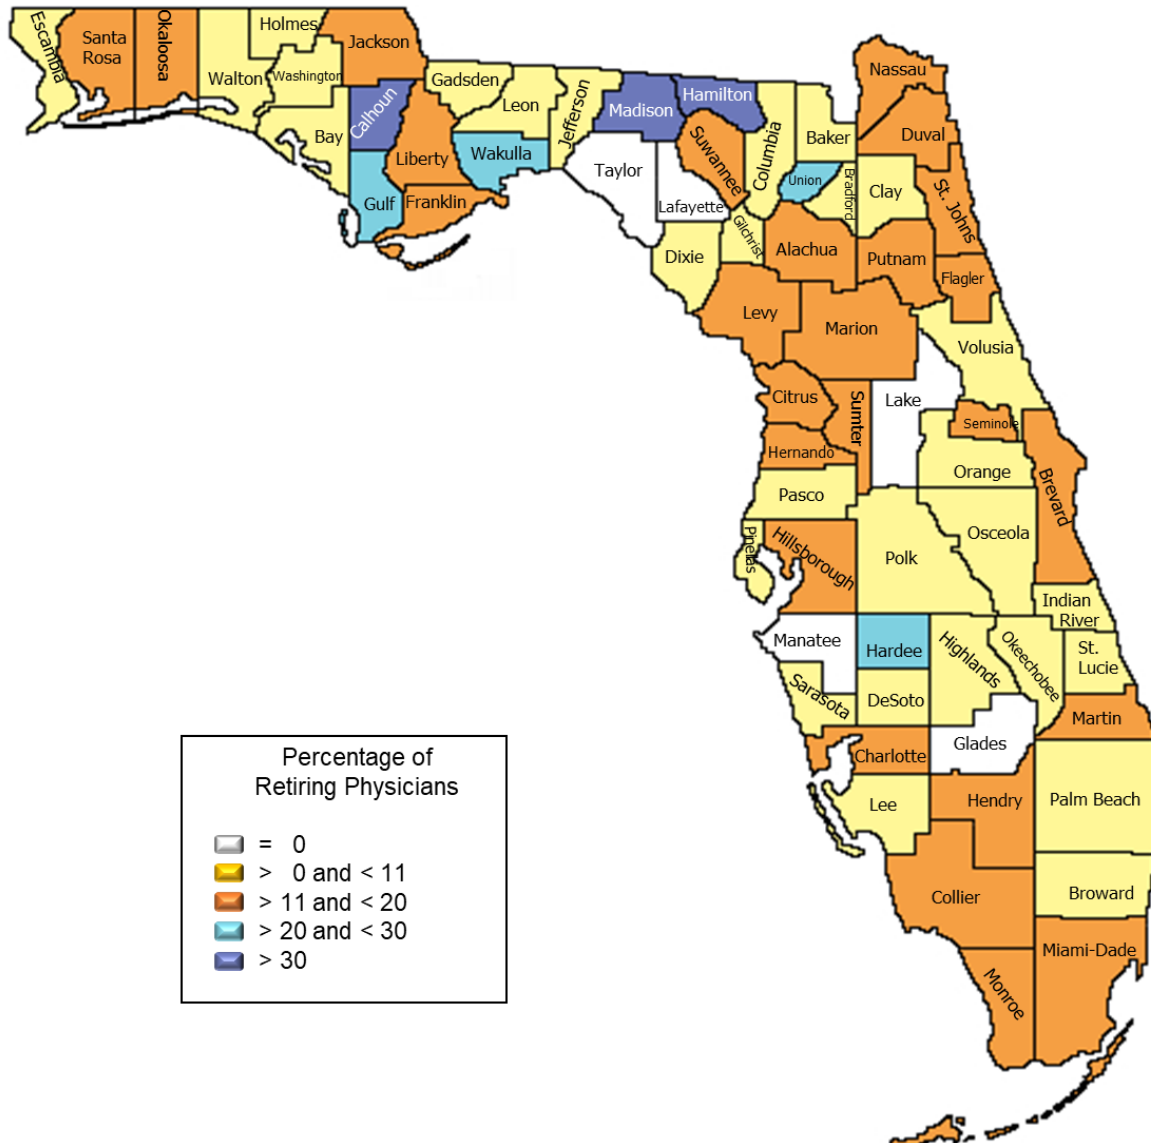 Escambia
Santa
Rosa
Okaloosa
Walton
Holmes
Washington
Jackson
Bay
Calhoun
Gulf
Liberty
Franklin
Gadsden
Leon
Wakulla
Jefferson
Madison
Hamilton
Taylor
Lafayette
Suwannee
Columbia
Baker
Union
Bradford
Clay
Nassau
Duval
St. Johns
Dixie
Gilchrist
Alachua
Putnam
Flagler
Levy
Marion
Volusia
Citrus
Sumter
Lake
Seminole
Hernando
Orange
Brevard
Pasco
Pinellas
Hillsborough
Polk
Osceola
Indian
River
Manatee
Hardee
Highlands
Okeechobee
St.
Lucie
Sarasota
DeSoto
Martin
Charlotte
Glades
Lee
Hendry
Palm Beach
Collier
Broward
Monroe
Miami-Dade
Percentage of
Retiring Physicians
= 0
> 0 and < 11
> 11 and < 20
> 20 and < 30
> 30